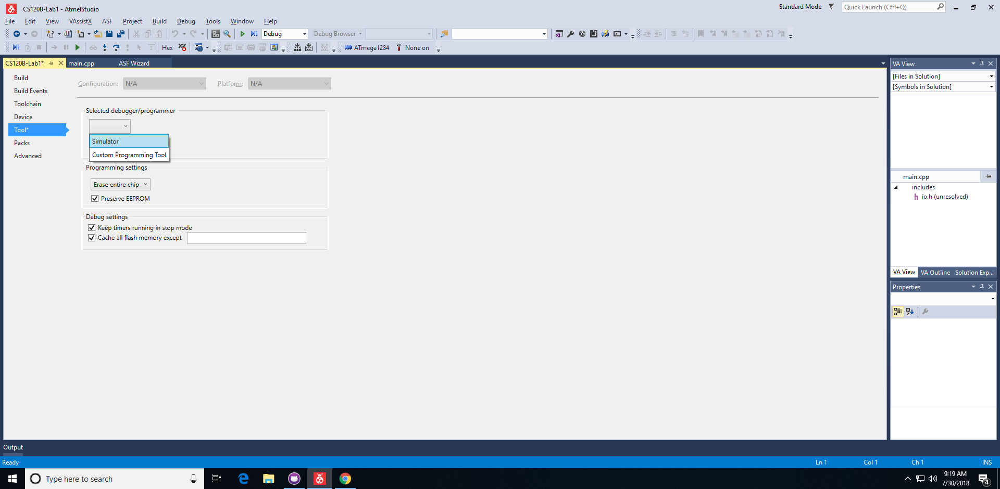 CS120B-Lab1 - AtmelStudio
Standard Mode
Quick Launch (Ctrl+Q)
File Edit View VAssistX ASF Project Build Debug Tools Window Help
Debug
Debug Browser
Hex
ATmega1284
None on
CS120B-Lab1*
main.cpp
ASF Wizard
Build
Build Events
Toolchain
Device
Tool*
Packs
Advanced
Configuration: N/A
Platform: N/A
Selected debugger/programmer
Simulator
Custom Programming Tool
Programming settings
Erase entire chip
Preserve EEPROM
Debug settings
Keep timers running in stop mode
Cache all flash memory except
VA View
[Files in Solution]
[Symbols in Solution]
main.cpp
includes
h io.h (unresolved)
VA View VA Outline Solution Exp...
Properties
Output
Ready
Ln 1
Col 1
Ch 1
INS
Type here to search
9:19 AM
7/30/2018
4